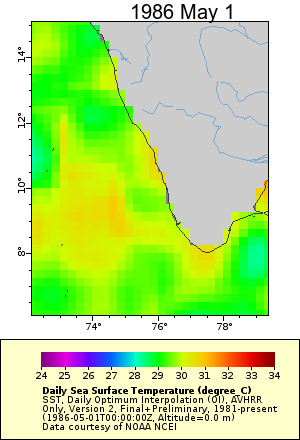 1986 May 1
14°
12°
10°
8°
74°
76°
78°
24 25 26 27 28 29 30 31 32 33 34
Daily Sea Surface Temperature (degree_C)
SST, Daily Optimum Interpolation (OI), AVHRR
Only, Version 2, Final+Preliminary, 1981-present
(1986-05-01T00:00:00Z, Altitude=0.0 m)
Data courtesy of NOAA NCEI